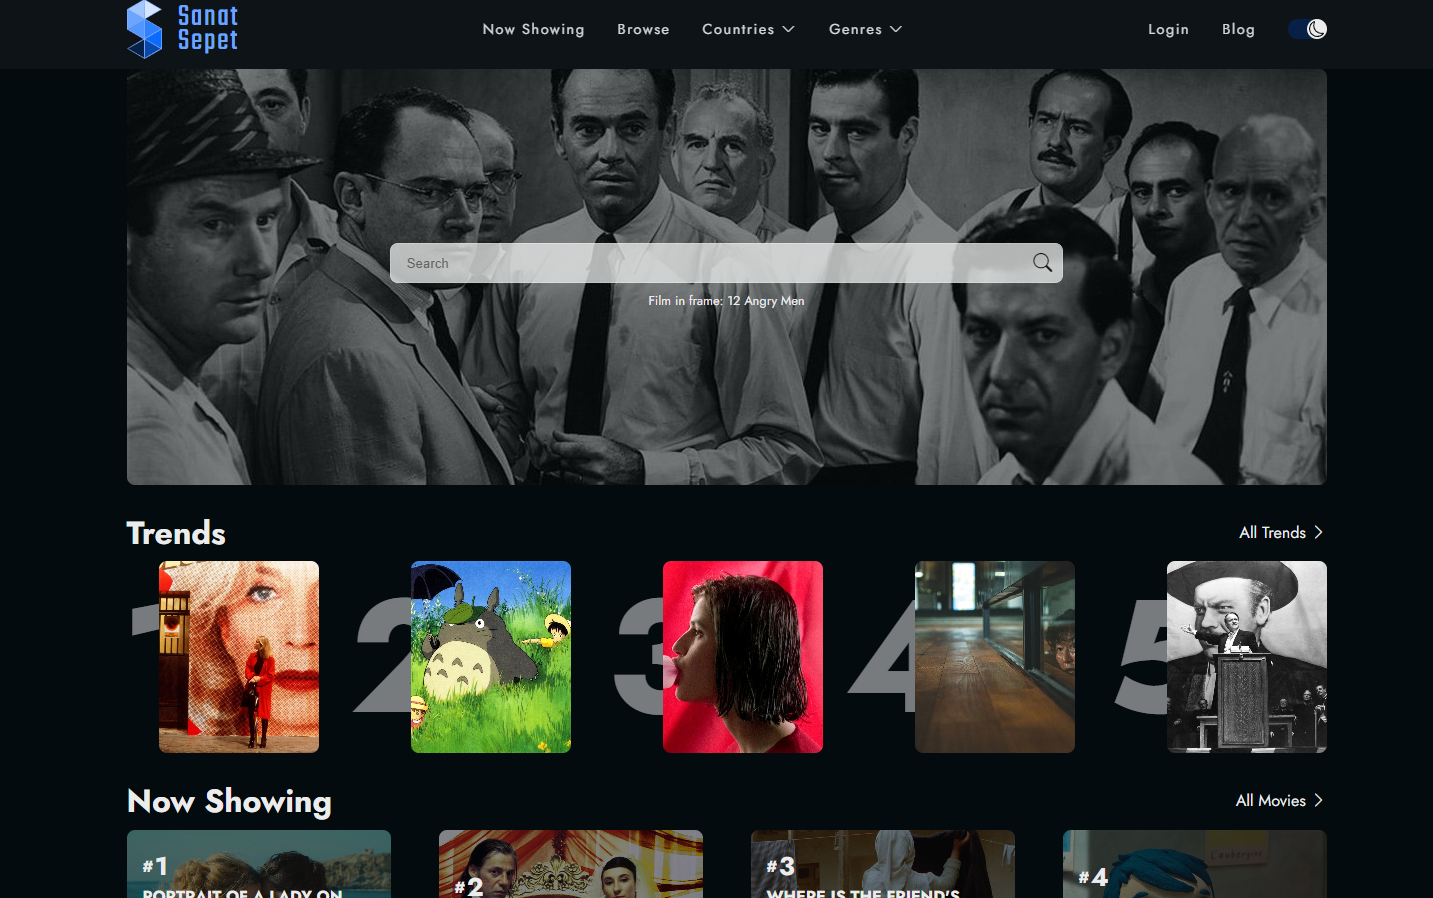 Sanat
Sepet
Now Showing
Browse
Countries
Genres
Login
Blog
Search
Film in frame: 12 Angry Men
Trends
All Trends
1
2
3
4
5
Now Showing
All Movies
#1
PORTRAIT OF A LADY ON
#2
#3
WHERE IS THE FRIEND'S
#4